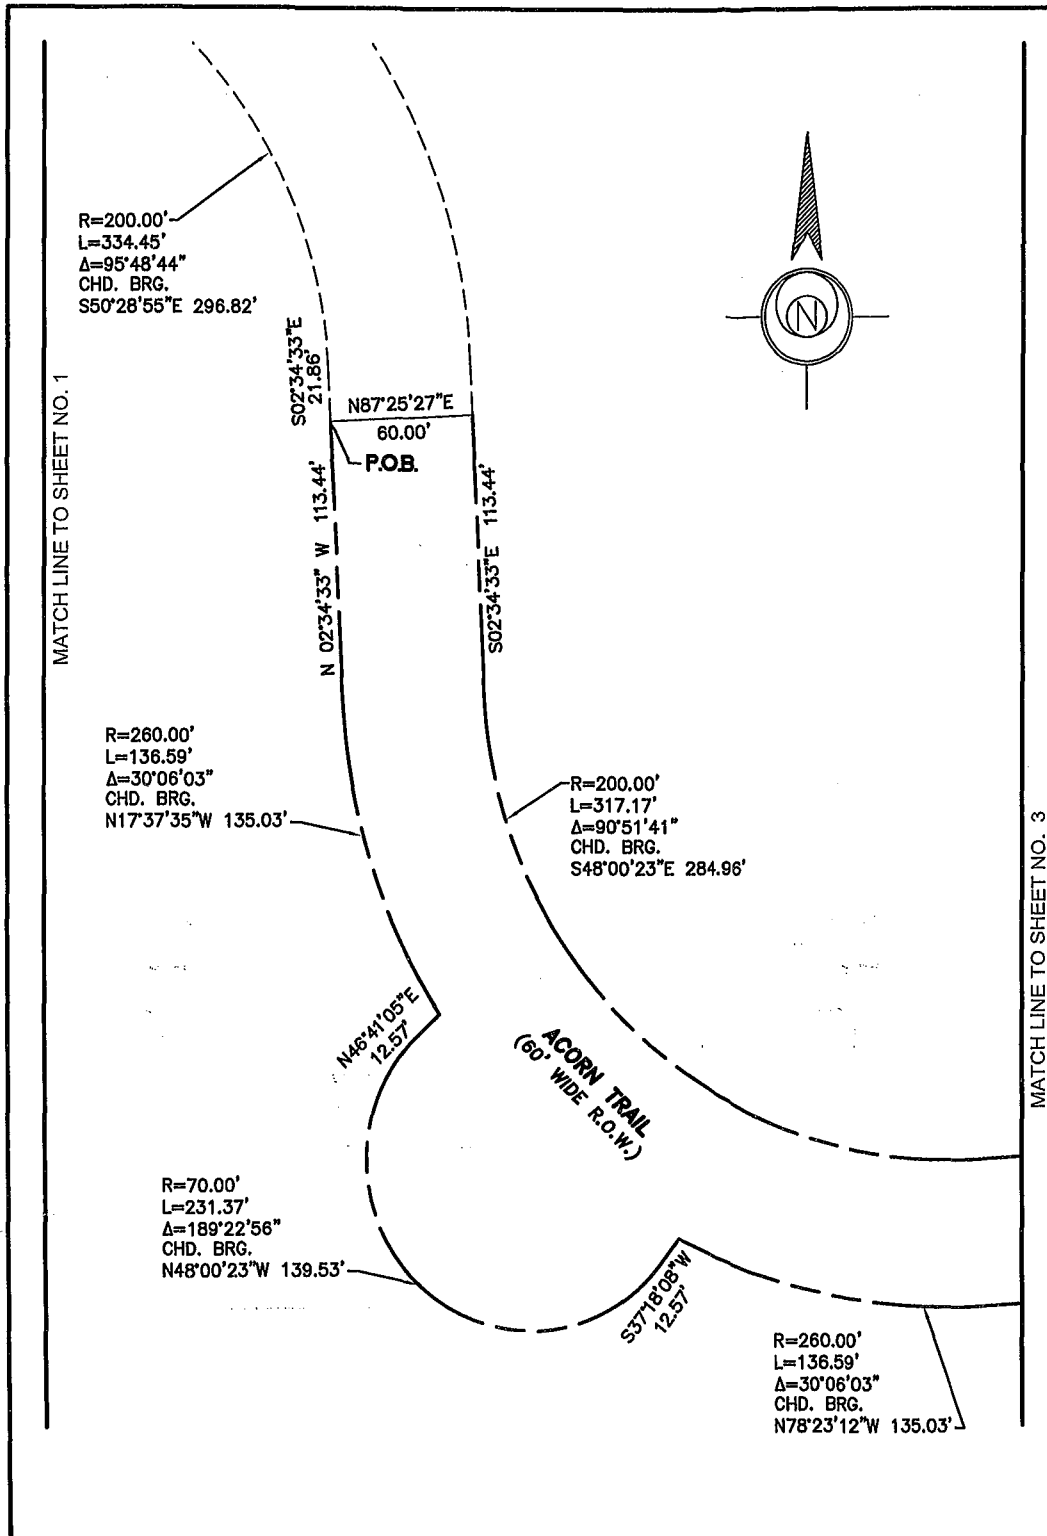 R=200.00'
L=334.45'
Δ=95°48'44"
CHD. BRG.
S50°28'55"E 296.82'
N
S02°34'33"E
21.86'
N87°25'27"E
60.00'
P.O.B.
MATCH LINE TO SHEET NO. 1
N 02°34'33" W 113.44'
S02°34'33"E 113.44'
R=260.00'
L=136.59'
Δ=30°06'03"
CHD. BRG.
N17°37'35"W 135.03'
R=200.00'
L=317.17'
Δ=90°51'41"
CHD. BRG.
S48°00'23"E 284.96'
MATCH LINE TO SHEET NO. 3
N46°41'05"E
12.57'
ACORN TRAIL
(60' WIDE R.O.W.)
R=70.00'
L=231.37'
Δ=189°22'56"
CHD. BRG.
N48°00'23"W 139.53'
S37°18'08"W
12.57'
R=260.00'
L=136.59'
Δ=30°06'03"
CHD. BRG.
N78°23'12"W 135.03'